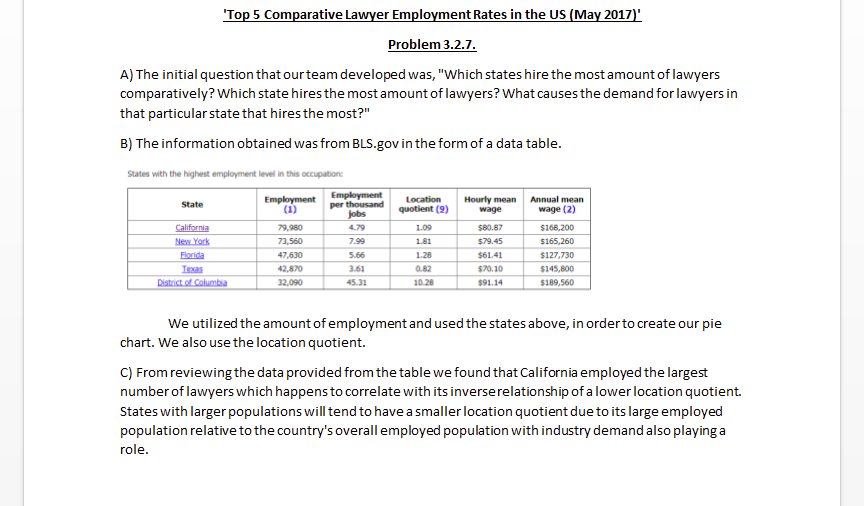 'Top 5 Comparative Lawyer Employment Rates in the US (May 2017)'
Problem 3.2.7.
A) The initial question that our team developed was, "Which states hire the most amount of lawyers
comparatively? Which state hires the most amount of lawyers? What causes the demand for lawyers in
that particular state that hires the most?"
B) The information obtained was from BLS.gov in the form of a data table.
States with the highest employment level in this occupation:
State Employment (1) Employment per thousand jobs Location quotient (9) Hourly mean wage Annual mean wage (2)
California 79,980 4.79 1.09 $80.87 $168,200
New York 73,560 7.99 1.81 $79.45 $165,260
Florida 47,630 5.66 1.28 $61.41 $127,730
Texas 42,870 3.61 0.82 $70.10 $145,800
District of Columbia 32,090 45.31 10.28 $91.14 $189,560
We utilized the amount of employment and used the states above, in order to create our pie
chart. We also use the location quotient.
C) From reviewing the data provided from the table we found that California employed the largest
number of lawyers which happens to correlate with its inverse relationship of a lower location quotient.
States with larger populations will tend to have a smaller location quotient due to its large employed
population relative to the country's overall employed population with industry demand also playing a
role.